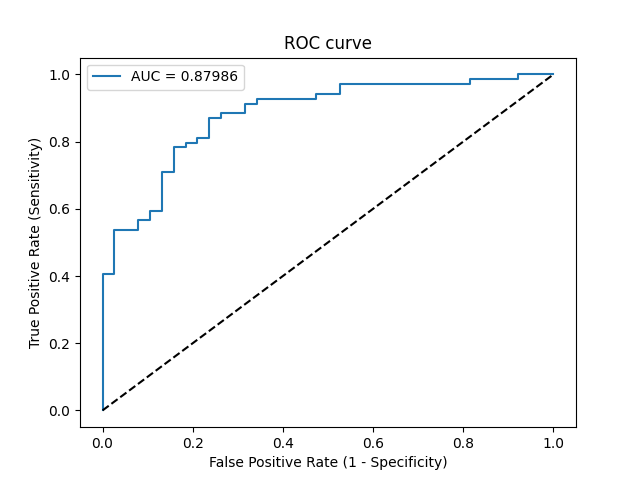 ROC curve
AUC = 0.87986
True Positive Rate (Sensitivity)
1.0
0.8
0.6
0.4
0.2
0.0
0.0 0.2 0.4 0.6 0.8 1.0
False Positive Rate (1 - Specificity)